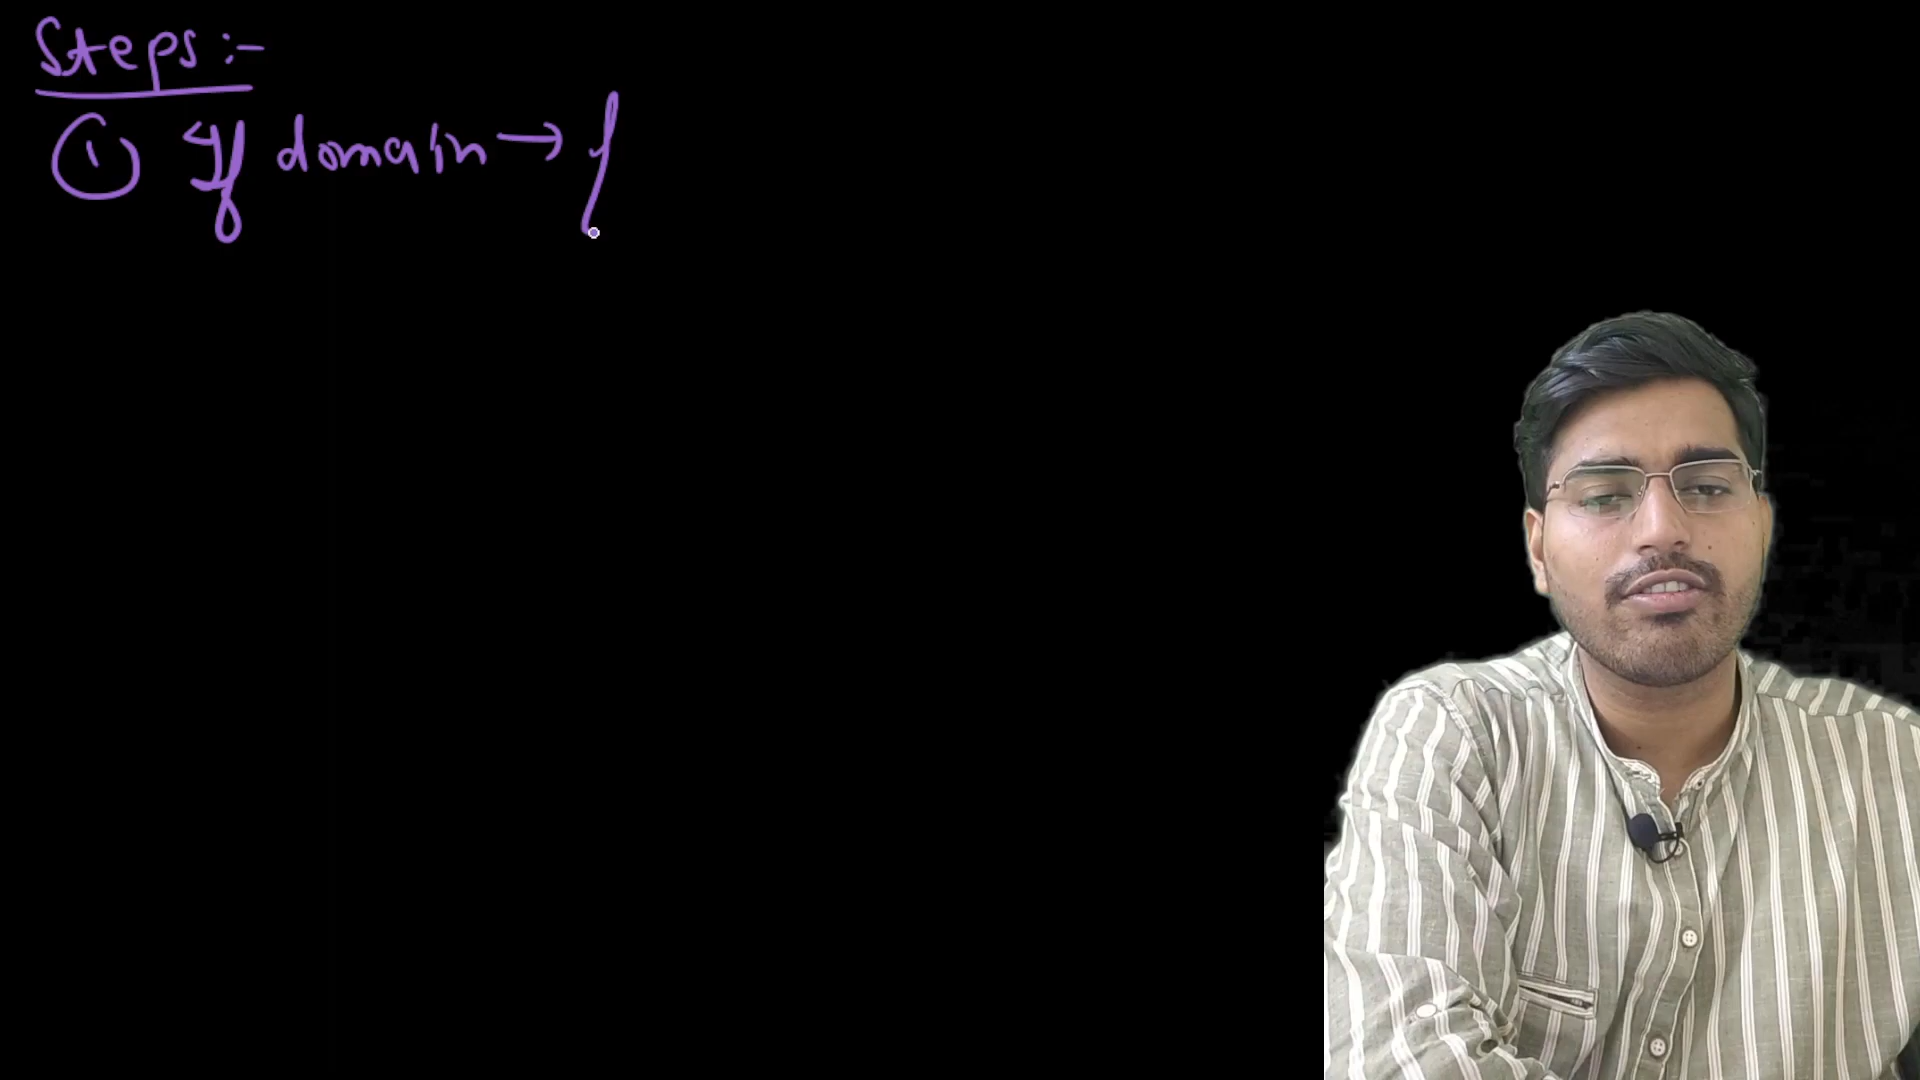 Steps :-
① If domain → f